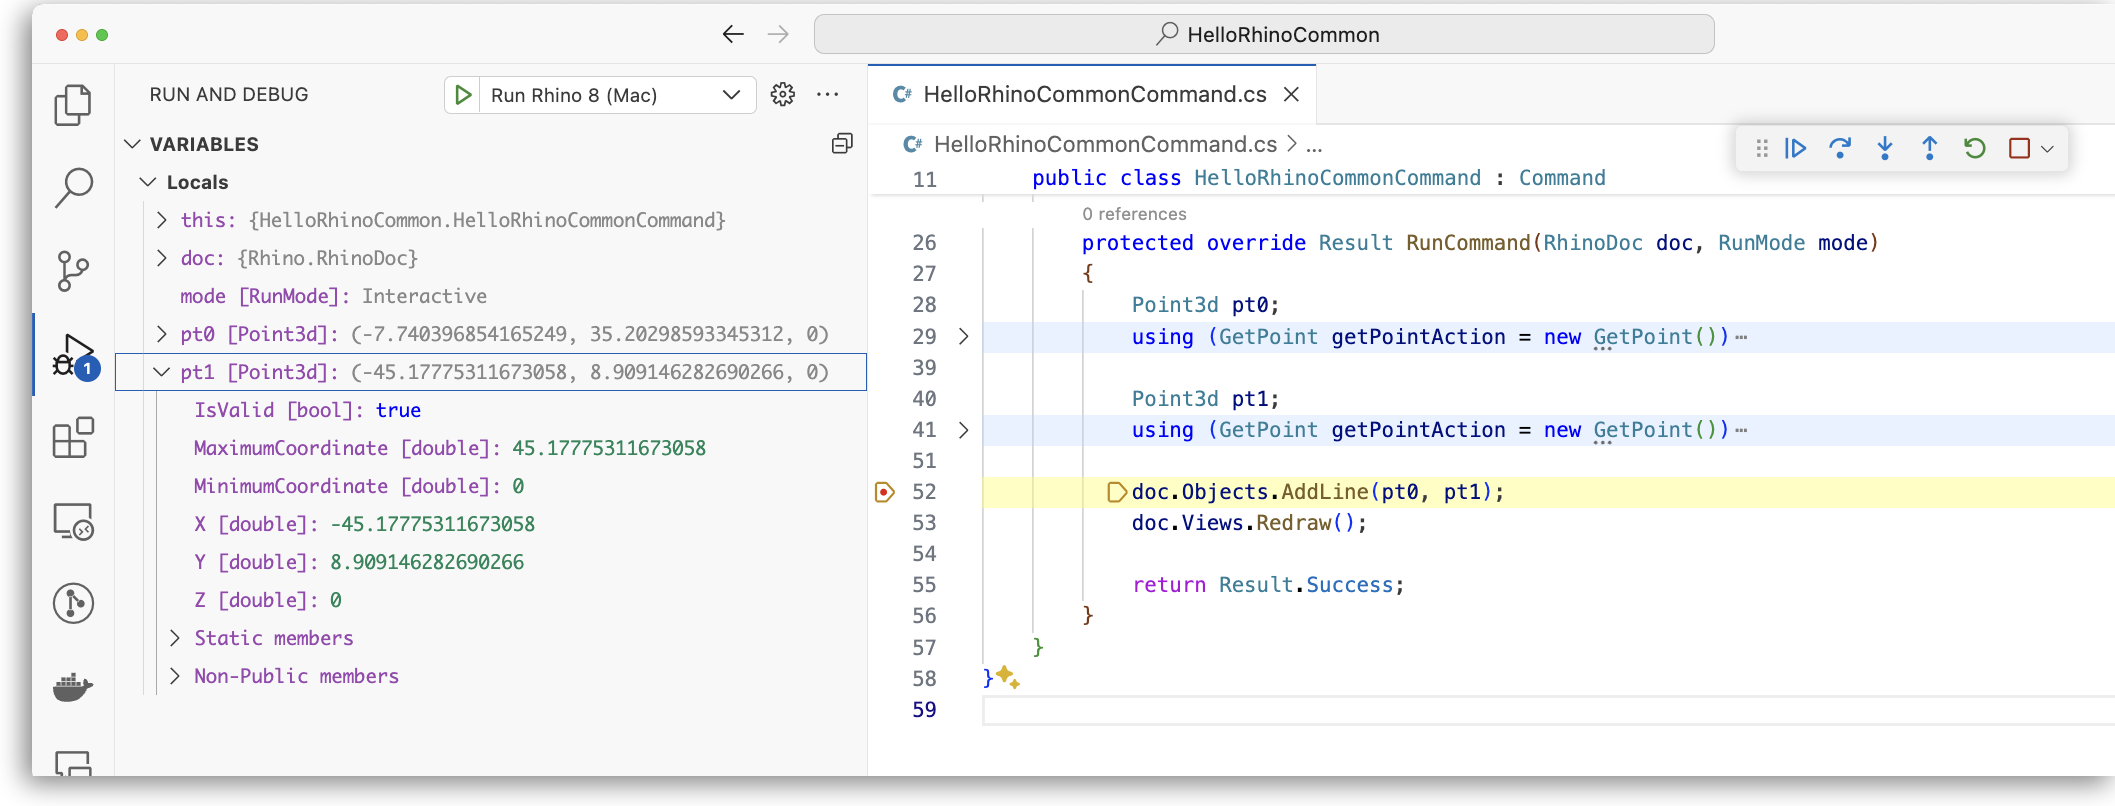 HelloRhinoCommon
RUN AND DEBUG
Run Rhino 8 (Mac)
VARIABLES
Locals
this: {HelloRhinoCommon.HelloRhinoCommonCommand}
doc: {Rhino.RhinoDoc}
mode [RunMode]: Interactive
pt0 [Point3d]: (-7.740396854165249, 35.20298593345312, 0)
pt1 [Point3d]: (-45.17775311673058, 8.909146282690266, 0)
IsValid [bool]: true
MaximumCoordinate [double]: 45.17775311673058
MinimumCoordinate [double]: 0
X [double]: -45.17775311673058
Y [double]: 8.909146282690266
Z [double]: 0
Static members
Non-Public members
1
C# HelloRhinoCommonCommand.cs
C# HelloRhinoCommonCommand.cs > ...
11 public class HelloRhinoCommonCommand : Command
0 references
26 protected override Result RunCommand(RhinoDoc doc, RunMode mode)
27 {
28 Point3d pt0;
29 using (GetPoint getPointAction = new GetPoint())⋯
39
40 Point3d pt1;
41 using (GetPoint getPointAction = new GetPoint())⋯
51
52 doc.Objects.AddLine(pt0, pt1);
53 doc.Views.Redraw();
54
55 return Result.Success;
56 }
57 }
58 }
59